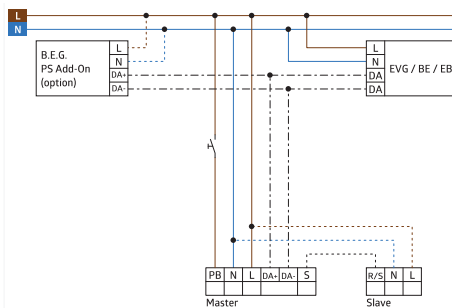 L
N
B.E.G.
PS Add-On
(option)
L
N
DA+
DA-
L
N
DA
DA
EVG / BE / EB
PB N L DA+ DA- S
R/S N L
Master
Slave